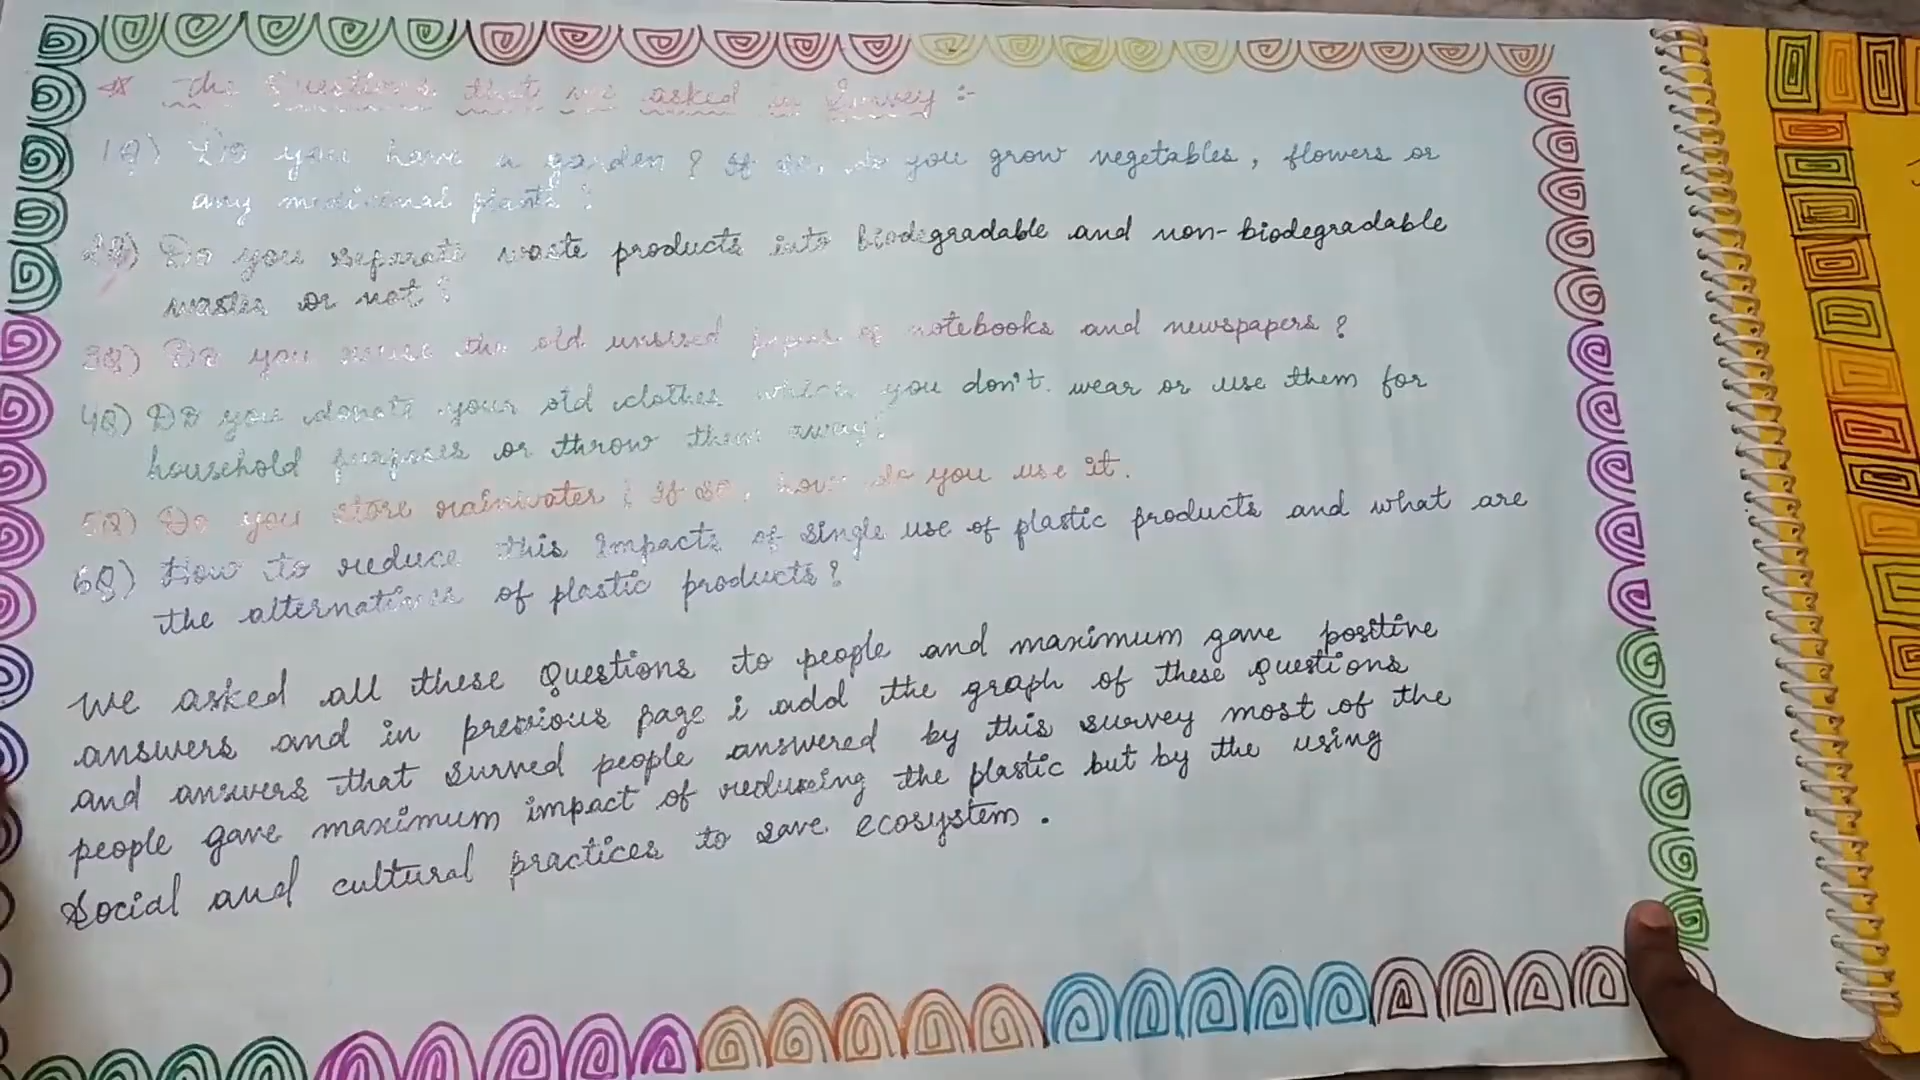 * The Questions that are asked in Survey :-
1Q) Do you have a garden ? If so, do you grow vegetables, flowers or
any medicinal plants ?
2Q) Do you separate waste products into biodegradable and non-biodegradable
wastes or not ?
3Q) Do you reuse the old unused papers of notebooks and newspapers ?
4Q) Do you donate your old clothes which you don't wear or use them for
household purposes or throw them away?
5Q) Do you store rainwater ? If so, how do you use it.
6Q) How to reduce this impacts of single use of plastic products and what are
the alternatives of plastic products ?
We asked all these Questions to people and maximum gave positive
answers and in previous page i add the graph of these questions
and answers that surved people answered by this survey most of the
people gave maximum impact of reducing the plastic but by the using
Social and cultural practices to save ecosystem .